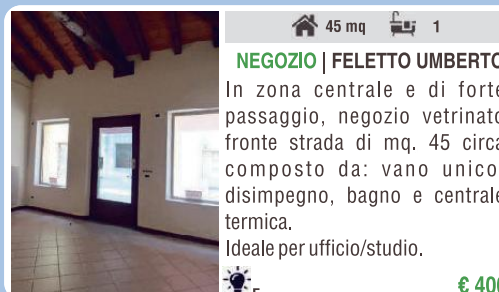 45 mq 1
NEGOZIO | FELETTO UMBERTO
In zona centrale e di forte
passaggio, negozio vetrinato
fronte strada di mq. 45 circa
composto da: vano unico
disimpegno, bagno e centrale
termica.
Ideale per ufficio/studio.
€ 400